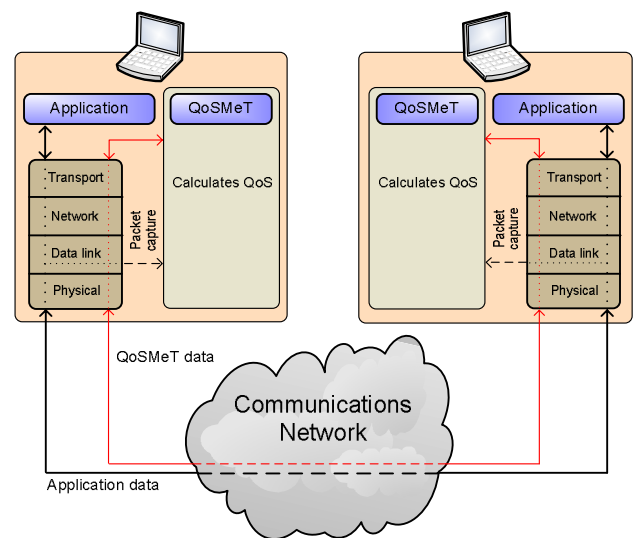 Application
QoSMeT
Transport
Network
Data link
Physical
Calculates QoS
Packet
capture
QoSMeT
Application
Calculates QoS
Packet
capture
Transport
Network
Data link
Physical
QoSMeT data
Communications
Network
Application data